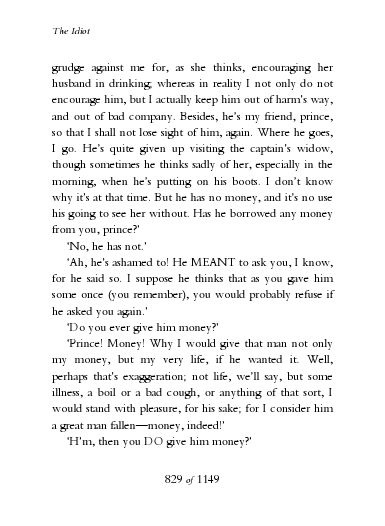 The Idiot
grudge against me for, as she thinks, encouraging her
husband in drinking; whereas in reality I not only do not
encourage him, but I actually keep him out of harm's way,
and out of bad company. Besides, he's my friend, prince,
so that I shall not lose sight of him, again. Where he goes,
I go. He's quite given up visiting the captain's widow,
though sometimes he thinks sadly of her, especially in the
morning, when he's putting on his boots. I don't know
why it's at that time. But he has no money, and it's no use
his going to see her without. Has he borrowed any money
from you, prince?'
'No, he has not.'
'Ah, he's ashamed to! He MEANT to ask you, I know,
for he said so. I suppose he thinks that as you gave him
some once (you remember), you would probably refuse if
he asked you again.'
'Do you ever give him money?'
'Prince! Money! Why I would give that man not only
my money, but my very life, if he wanted it. Well,
perhaps that's exaggeration; not life, we'll say, but some
illness, a boil or a bad cough, or anything of that sort, I
would stand with pleasure, for his sake; for I consider him
a great man fallen—money, indeed!'
'H'm, then you DO give him money?'
829 of 1149